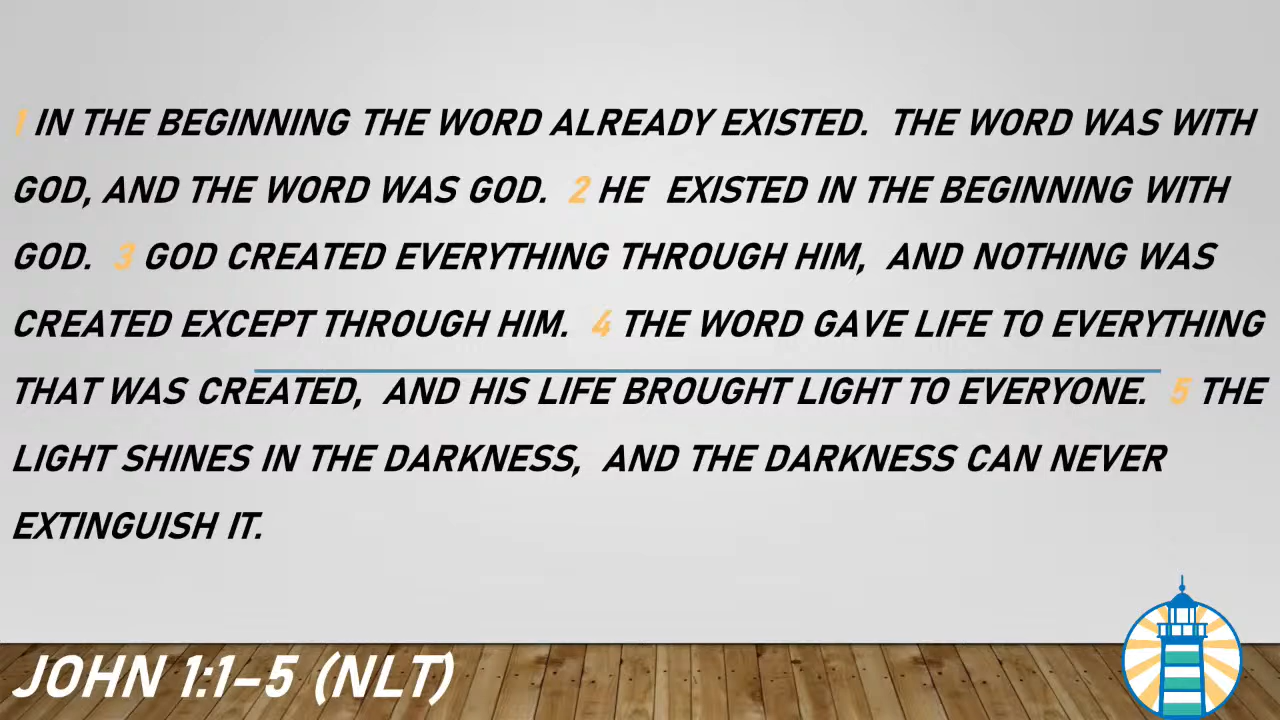 1 IN THE BEGINNING THE WORD ALREADY EXISTED. THE WORD WAS WITH
GOD, AND THE WORD WAS GOD. 2 HE EXISTED IN THE BEGINNING WITH
GOD. 3 GOD CREATED EVERYTHING THROUGH HIM, AND NOTHING WAS
CREATED EXCEPT THROUGH HIM. 4 THE WORD GAVE LIFE TO EVERYTHING
THAT WAS CREATED, AND HIS LIFE BROUGHT LIGHT TO EVERYONE. 5 THE
LIGHT SHINES IN THE DARKNESS, AND THE DARKNESS CAN NEVER
EXTINGUISH IT.
JOHN 1:1–5 (NLT)